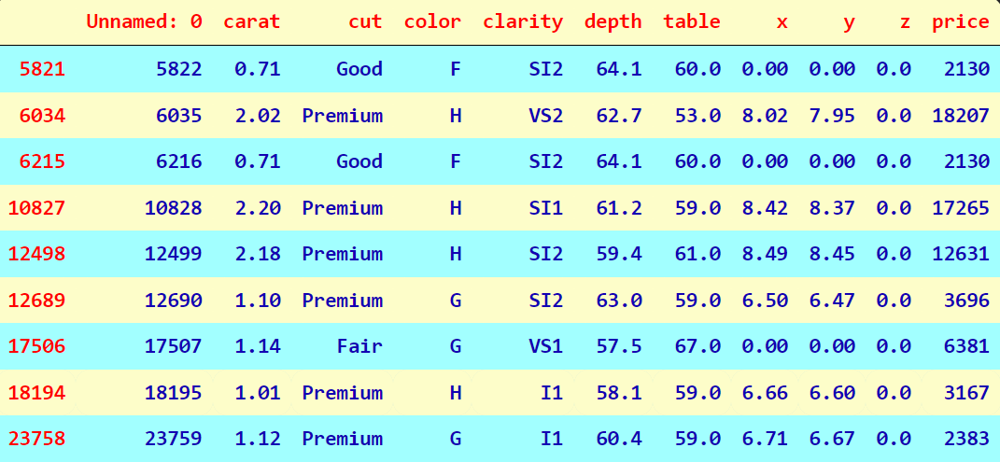 Unnamed: 0 carat cut color clarity depth table x y z price
5821 5822 0.71 Good F SI2 64.1 60.0 0.00 0.00 0.0 2130
6034 6035 2.02 Premium H VS2 62.7 53.0 8.02 7.95 0.0 18207
6215 6216 0.71 Good F SI2 64.1 60.0 0.00 0.00 0.0 2130
10827 10828 2.20 Premium H SI1 61.2 59.0 8.42 8.37 0.0 17265
12498 12499 2.18 Premium H SI2 59.4 61.0 8.49 8.45 0.0 12631
12689 12690 1.10 Premium G SI2 63.0 59.0 6.50 6.47 0.0 3696
17506 17507 1.14 Fair G VS1 57.5 67.0 0.00 0.00 0.0 6381
18194 18195 1.01 Premium H I1 58.1 59.0 6.66 6.60 0.0 3167
23758 23759 1.12 Premium G I1 60.4 59.0 6.71 6.67 0.0 2383